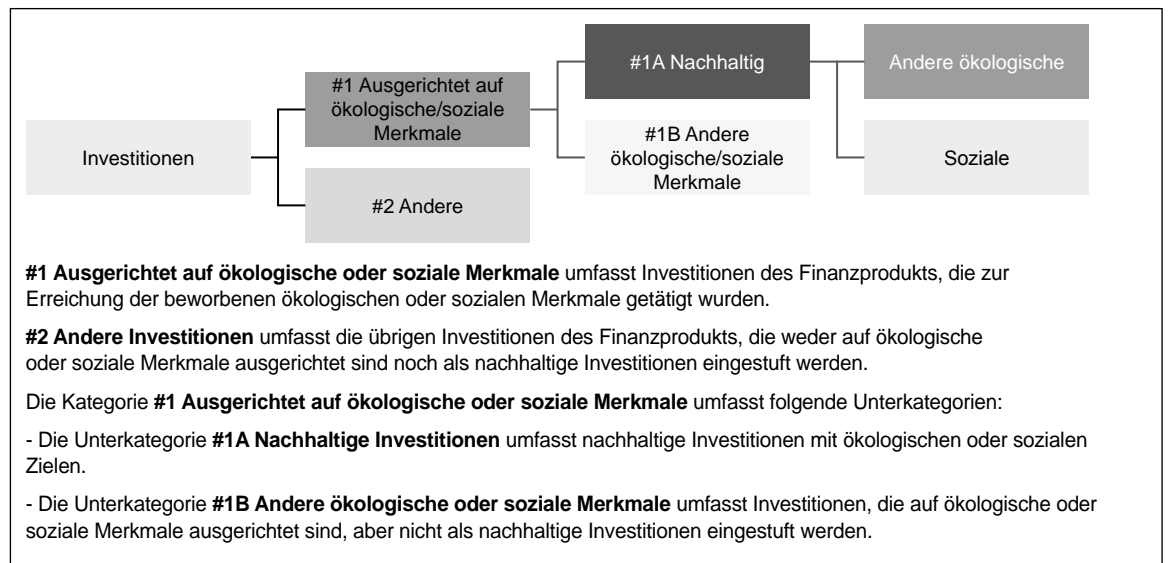 Investitionen
#1 Ausgerichtet auf
ökologische/soziale
Merkmale
#2 Andere
#1A Nachhaltig
#1B Andere
ökologische/soziale
Merkmale
Andere ökologische
Soziale
#1 Ausgerichtet auf ökologische oder soziale Merkmale umfasst Investitionen des Finanzprodukts, die zur
Erreichung der beworbenen ökologischen oder sozialen Merkmale getätigt wurden.
#2 Andere Investitionen umfasst die übrigen Investitionen des Finanzprodukts, die weder auf ökologische
oder soziale Merkmale ausgerichtet sind noch als nachhaltige Investitionen eingestuft werden.
Die Kategorie #1 Ausgerichtet auf ökologische oder soziale Merkmale umfasst folgende Unterkategorien:
- Die Unterkategorie #1A Nachhaltige Investitionen umfasst nachhaltige Investitionen mit ökologischen oder sozialen
Zielen.
- Die Unterkategorie #1B Andere ökologische oder soziale Merkmale umfasst Investitionen, die auf ökologische oder
soziale Merkmale ausgerichtet sind, aber nicht als nachhaltige Investitionen eingestuft werden.